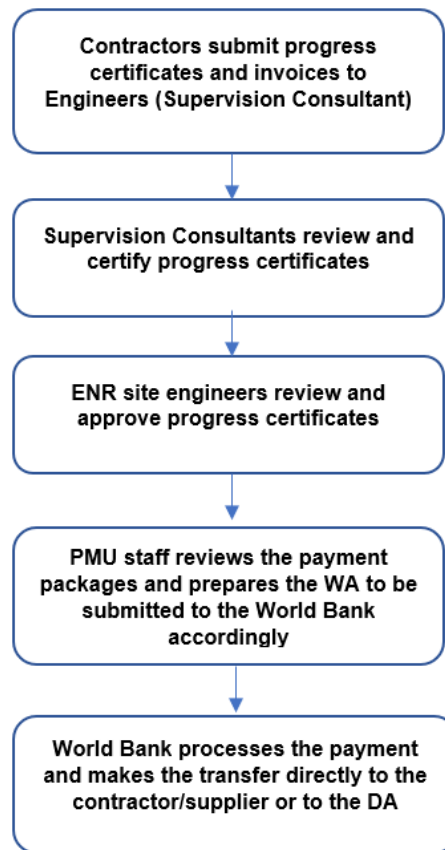 Contractors submit progress
certificates and invoices to
Engineers (Supervision Consultant)
Supervision Consultants review and
certify progress certificates
ENR site engineers review and
approve progress certificates
PMU staff reviews the payment
packages and prepares the WA to be
submitted to the World Bank
accordingly
World Bank processes the payment
and makes the transfer directly to the
contractor/supplier or to the DA